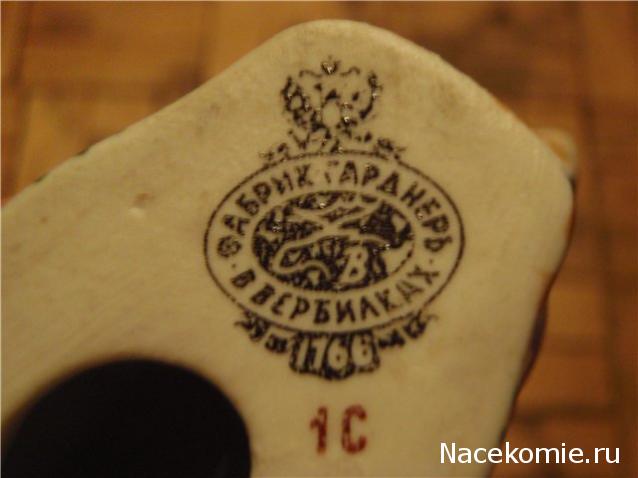 ФАБРИК ГАРДНЕРЪ
В
В ВЕРБИЛКАХ
1766
1С
Nacekomie.ru